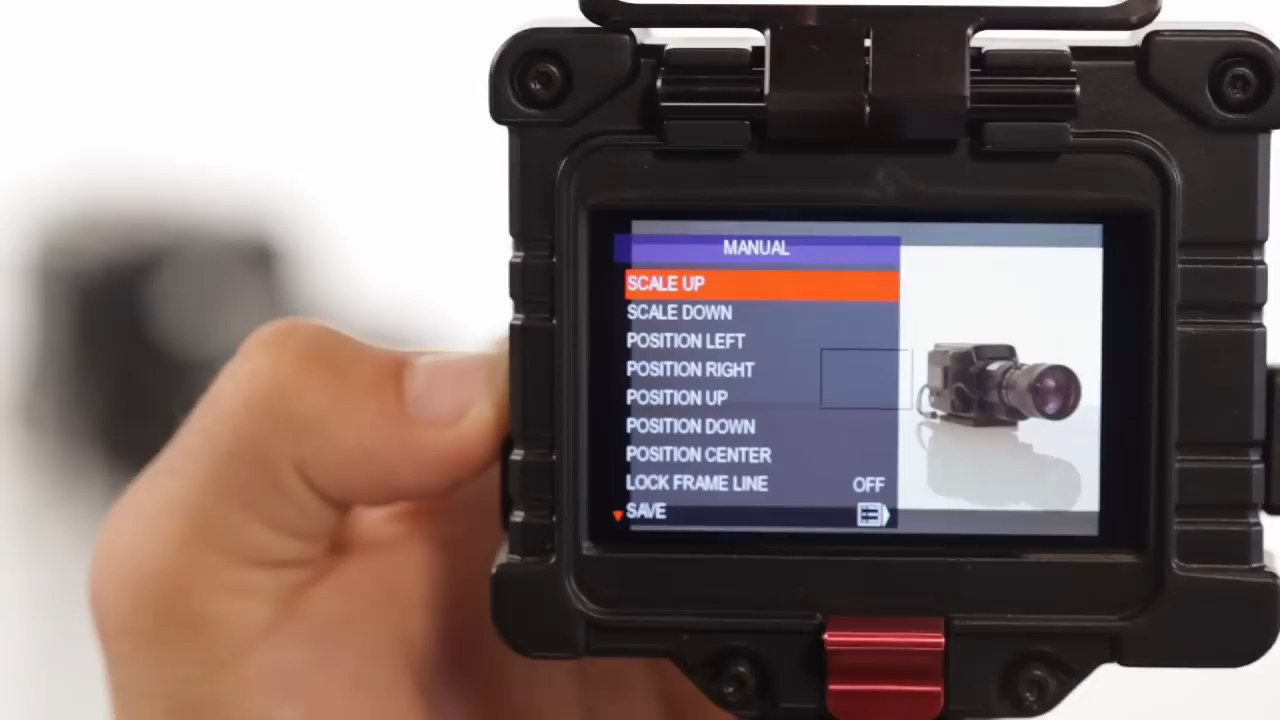 MANUAL
SCALE UP
SCALE DOWN
POSITION LEFT
POSITION RIGHT
POSITION UP
POSITION DOWN
POSITION CENTER
LOCK FRAME LINE OFF
SAVE